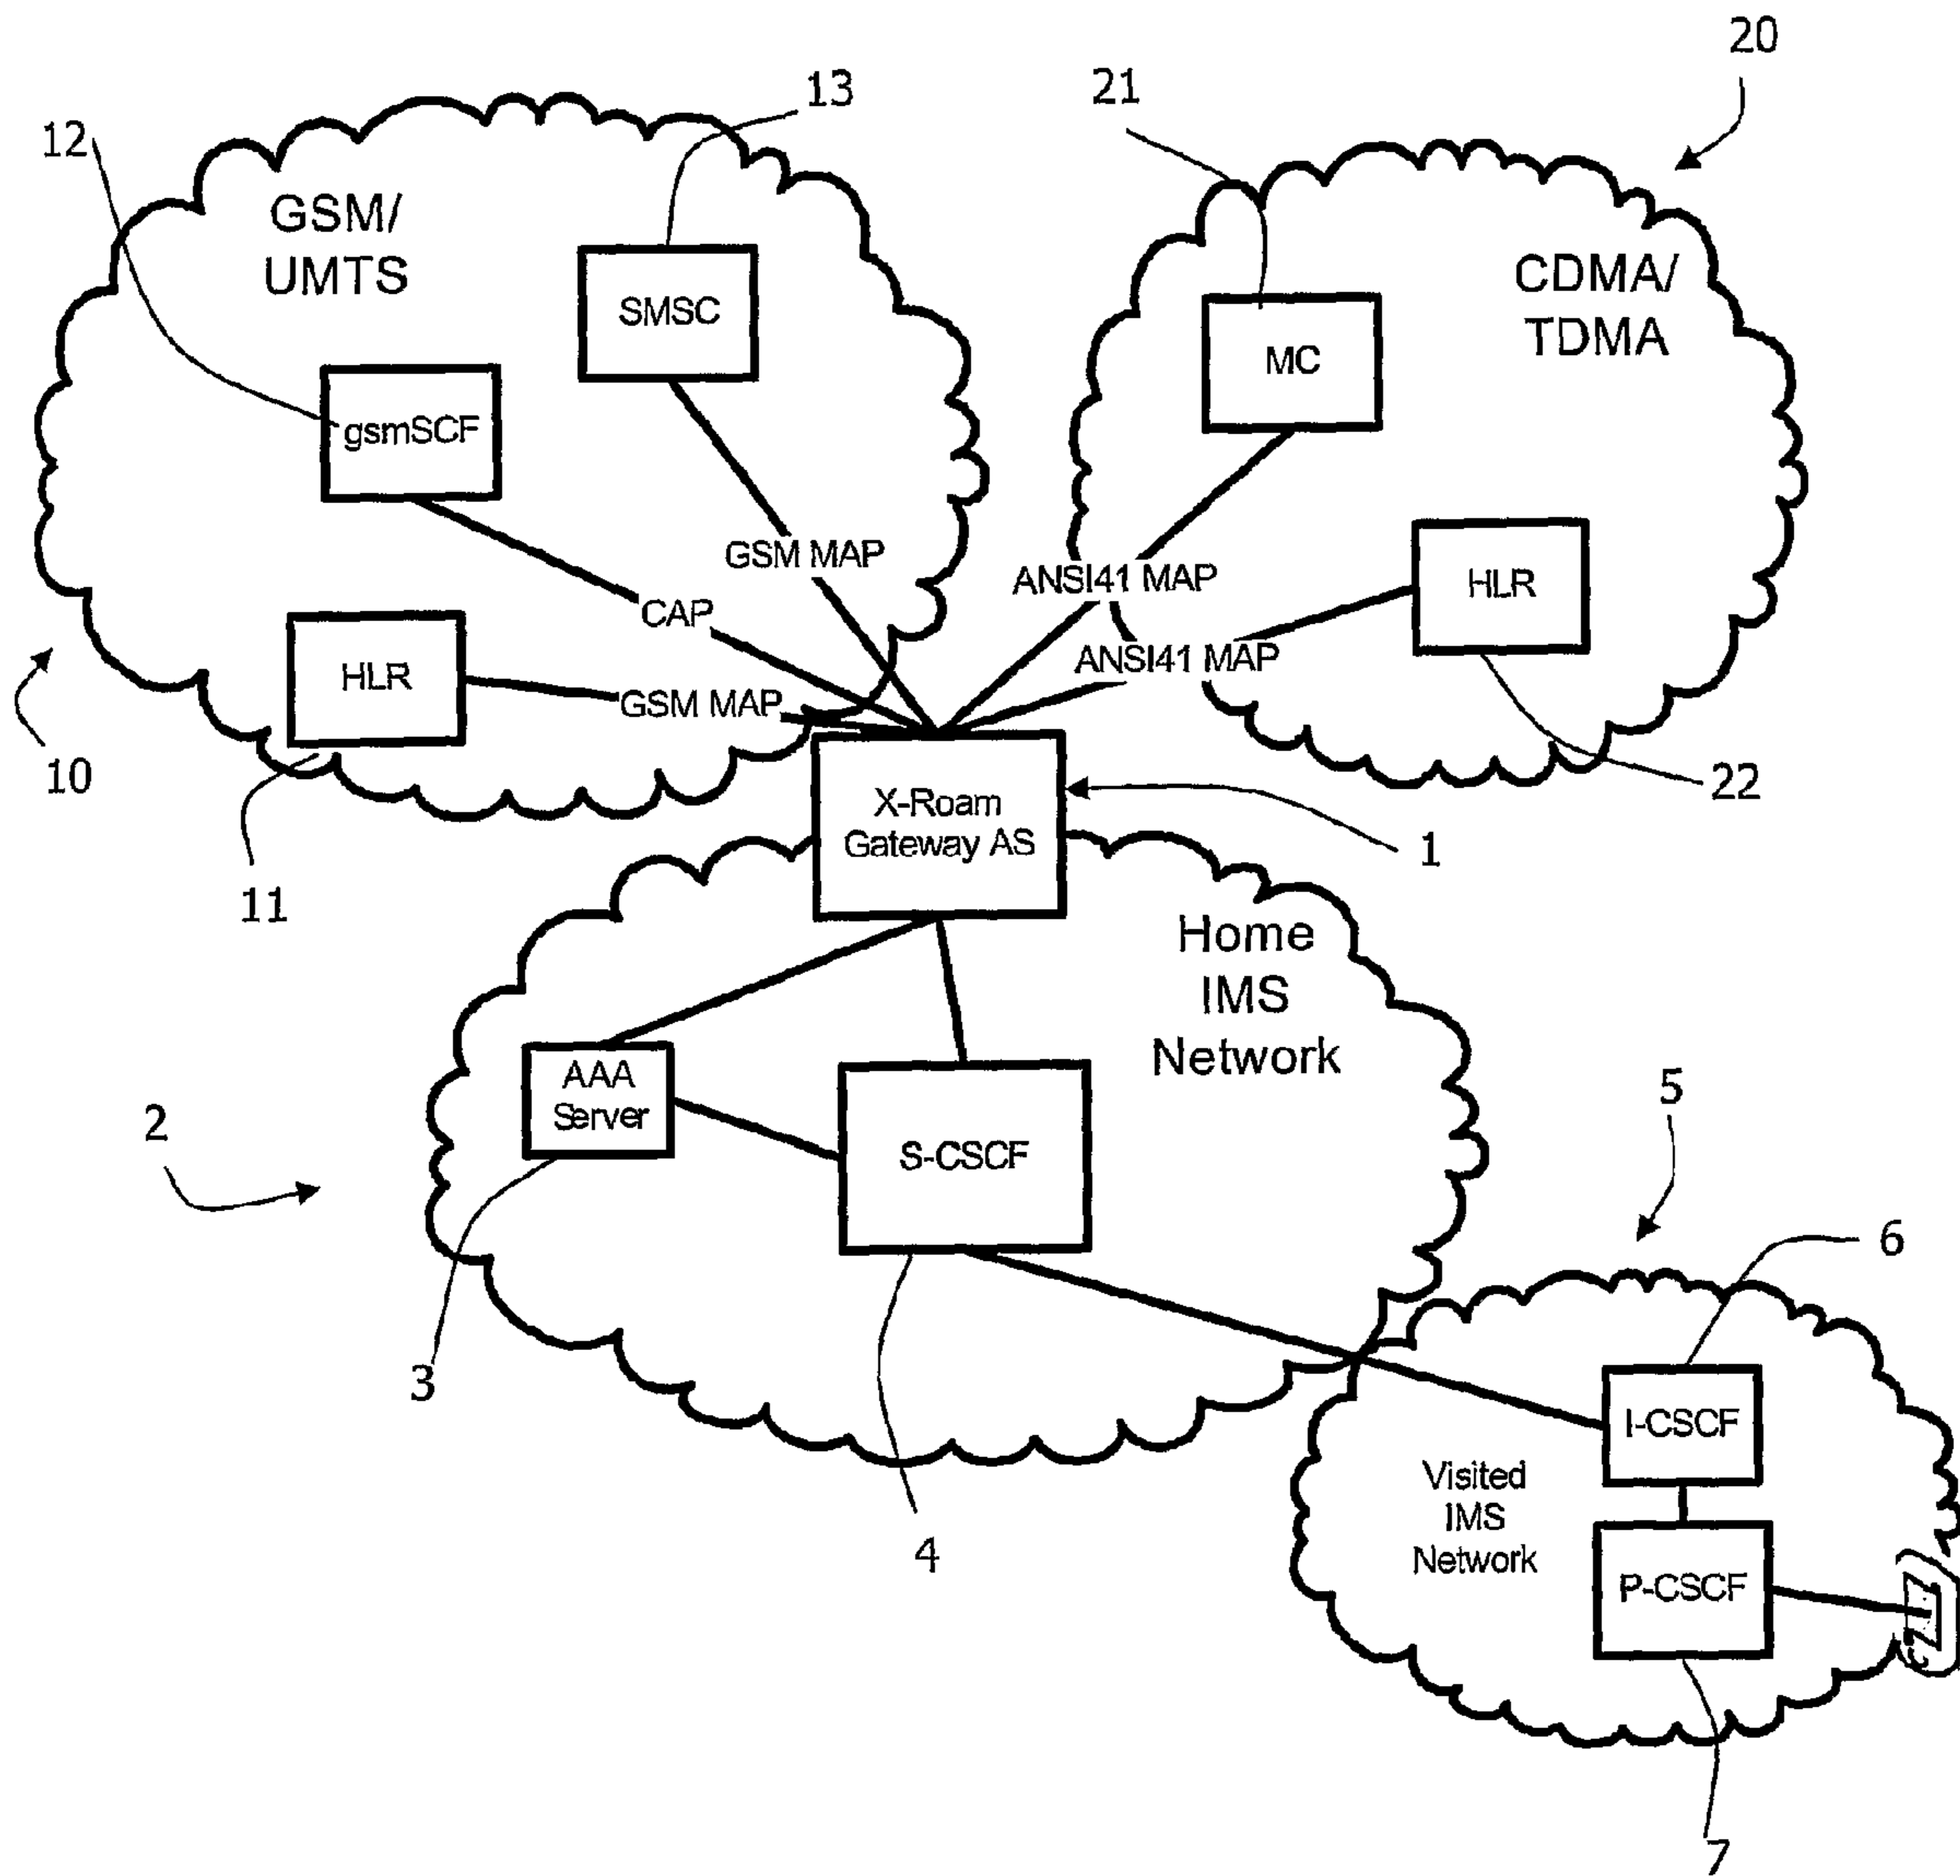 20
13
21
12
GSM/
UMTS
CDMA/
TDMA
SMSC
MC
gsmSCF
GSM MAP
ANSI41 MAP
HLR
CAP
ANSI41 MAP
HLR
GSM MAP
10
22
X-Roam
Gateway AS
1
11
Home
IMS
Network
AAA
Server
5
2
S-CSCF
6
3
I-CSCF
Visited
IMS
Network
4
P-CSCF
7